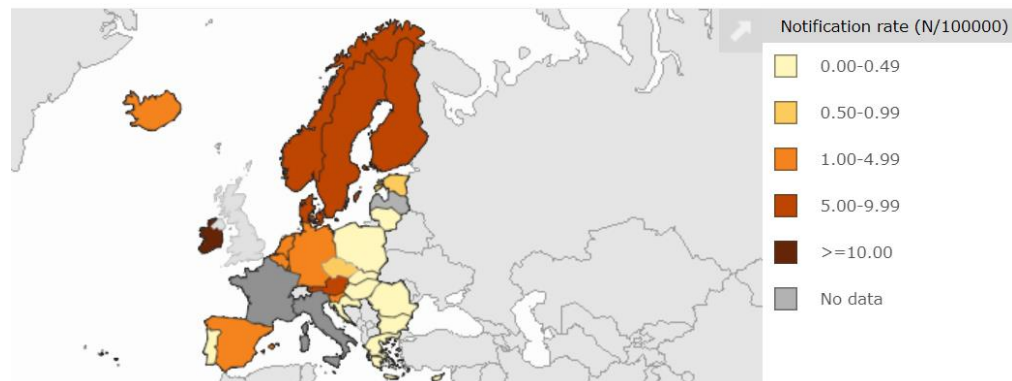 Notification rate (N/100000)
0.00-0.49
0.50-0.99
1.00-4.99
5.00-9.99
>=10.00
No data